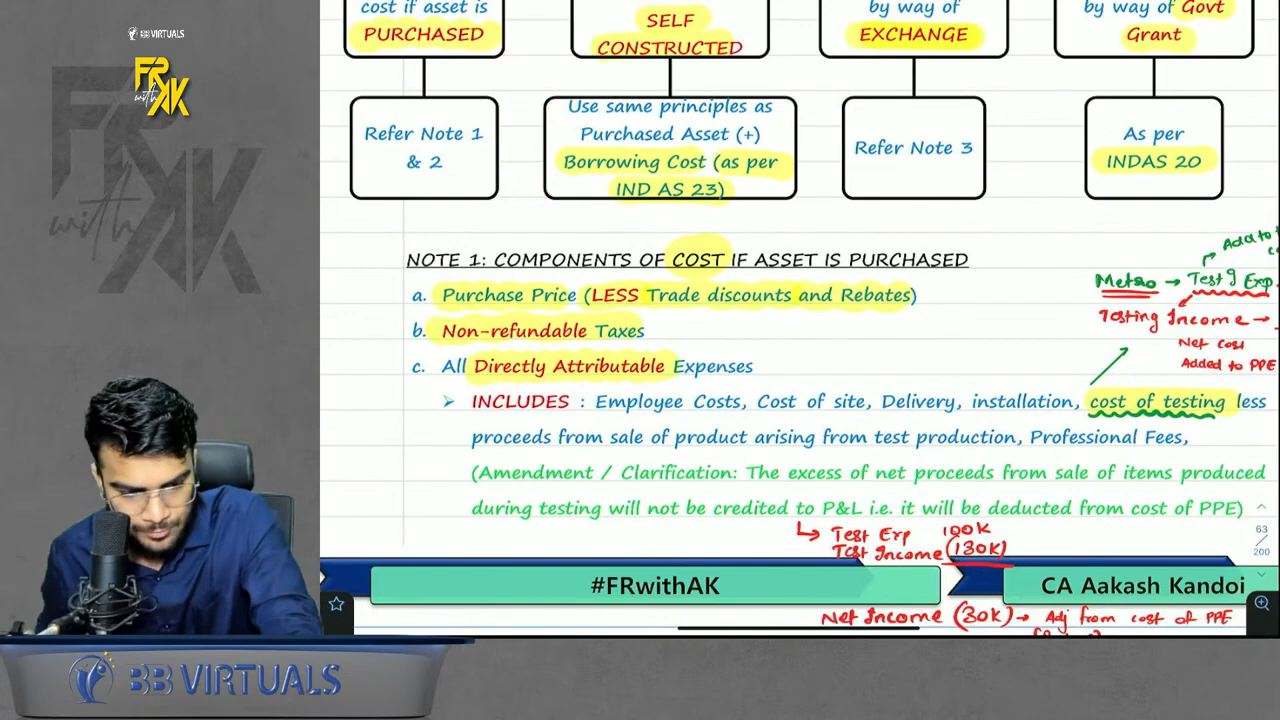 BB VIRTUALS
FR
with
AK
FR
with
AK
cost if asset is
PURCHASED
SELF
CONSTRUCTED
by way of
EXCHANGE
by way of Govt
Grant
Refer Note 1
& 2
Use same principles as
Purchased Asset (+)
Borrowing Cost (as per
IND AS 23)
Refer Note 3
As per
INDAS 20
NOTE 1: COMPONENTS OF COST IF ASSET IS PURCHASED
a. Purchase Price (LESS Trade discounts and Rebates)
b. Non-refundable Taxes
c. All Directly Attributable Expenses
➢ INCLUDES : Employee Costs, Cost of site, Delivery, installation, cost of testing less
proceeds from sale of product arising from test production, Professional Fees,
(Amendment / Clarification: The excess of net proceeds from sale of items produced
during testing will not be credited to P&L i.e. it will be deducted from cost of PPE)
Add to
Metro → Test g Exp
Testing Income →
Net cost
Added to PPE
Test Exp 100K
Test Income (130K)
Net Income (30K) → Adj from cost of PPE
63
200
#FRwithAK
CA Aakash Kandoi
BB VIRTUALS